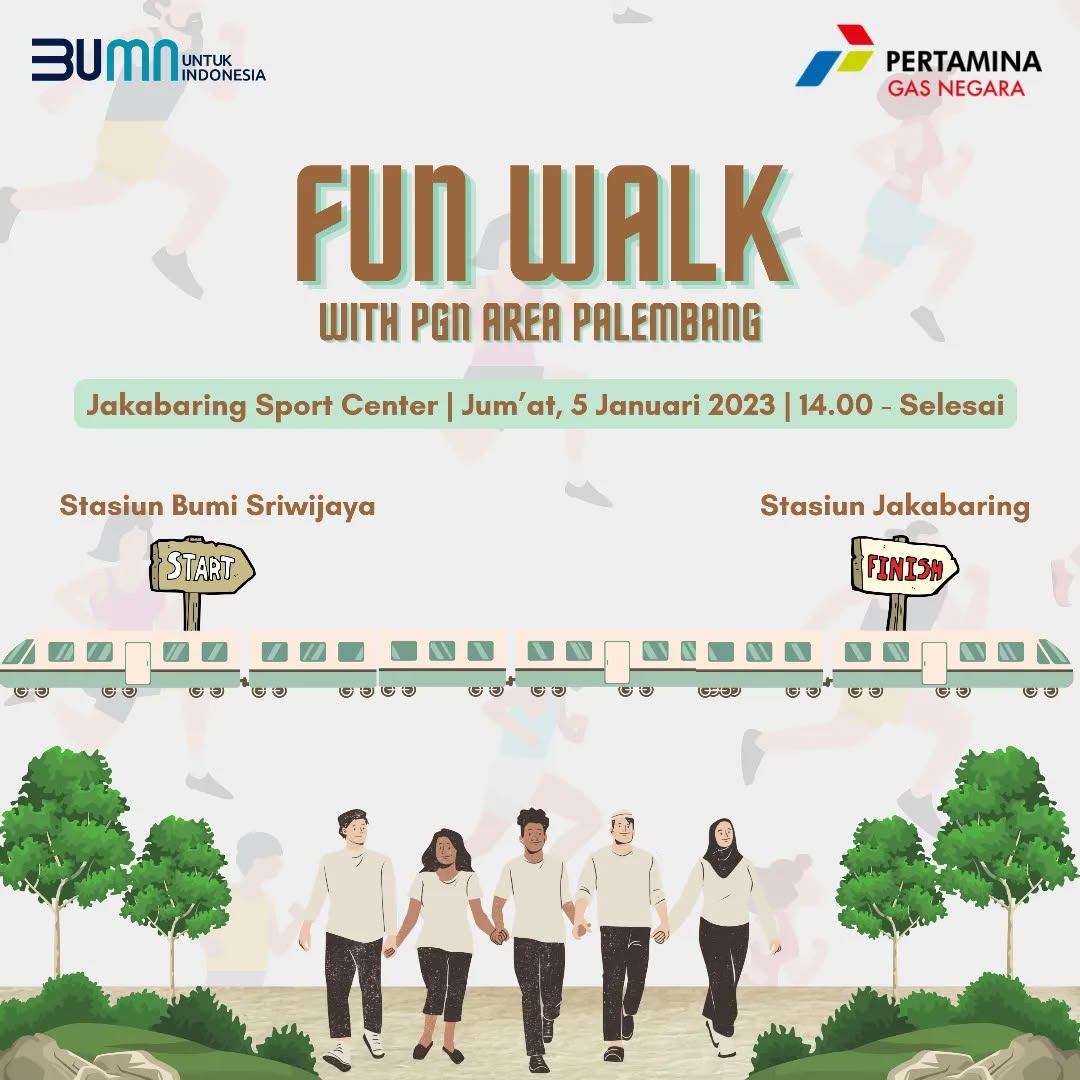 BUMN UNTUK
INDONESIA
PERTAMINA
GAS NEGARA
FUN WALK
WITH PGN AREA PALEMBANG
Jakabaring Sport Center | Jum'at, 5 Januari 2023 | 14.00 - Selesai
Stasiun Bumi Sriwijaya
Stasiun Jakabaring
START
FINISH